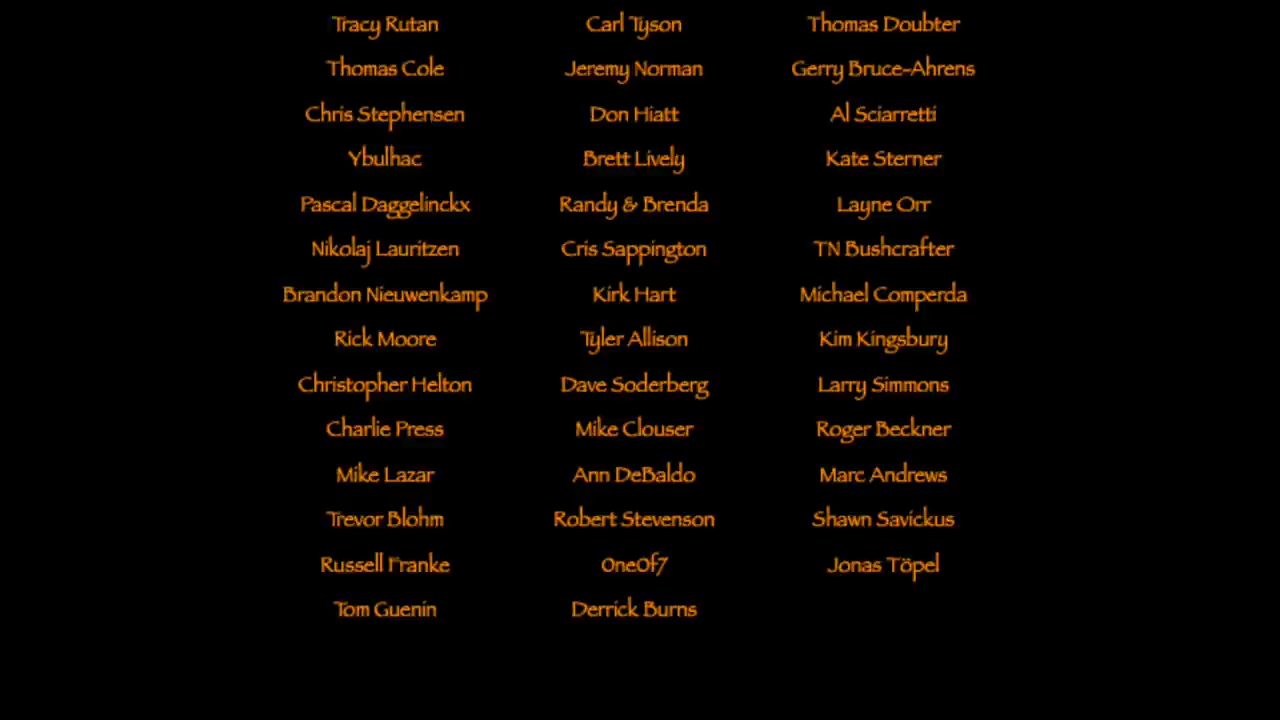 Tracy Rutan Carl Tyson Thomas Doubter
Thomas Cole Jeremy Norman Gerry Bruce-Ahrens
Chris Stephensen Don Hiatt Al Sciarretti
Ybulhac Brett Lively Kate Sterner
Pascal Daggelinckx Randy & Brenda Layne Orr
Nikolaj Lauritzen Cris Sappington TN Bushcrafter
Brandon Nieuwenkamp Kirk Hart Michael Comperda
Rick Moore Tyler Allison Kim Kingsbury
Christopher Helton Dave Soderberg Larry Simmons
Charlie Press Mike Clouser Roger Beckner
Mike Lazar Ann DeBaldo Marc Andrews
Trevor Blohm Robert Stevenson Shawn Savickus
Russell Franke 0ne0f7 Jonas Töpel
Tom Guenin Derrick Burns